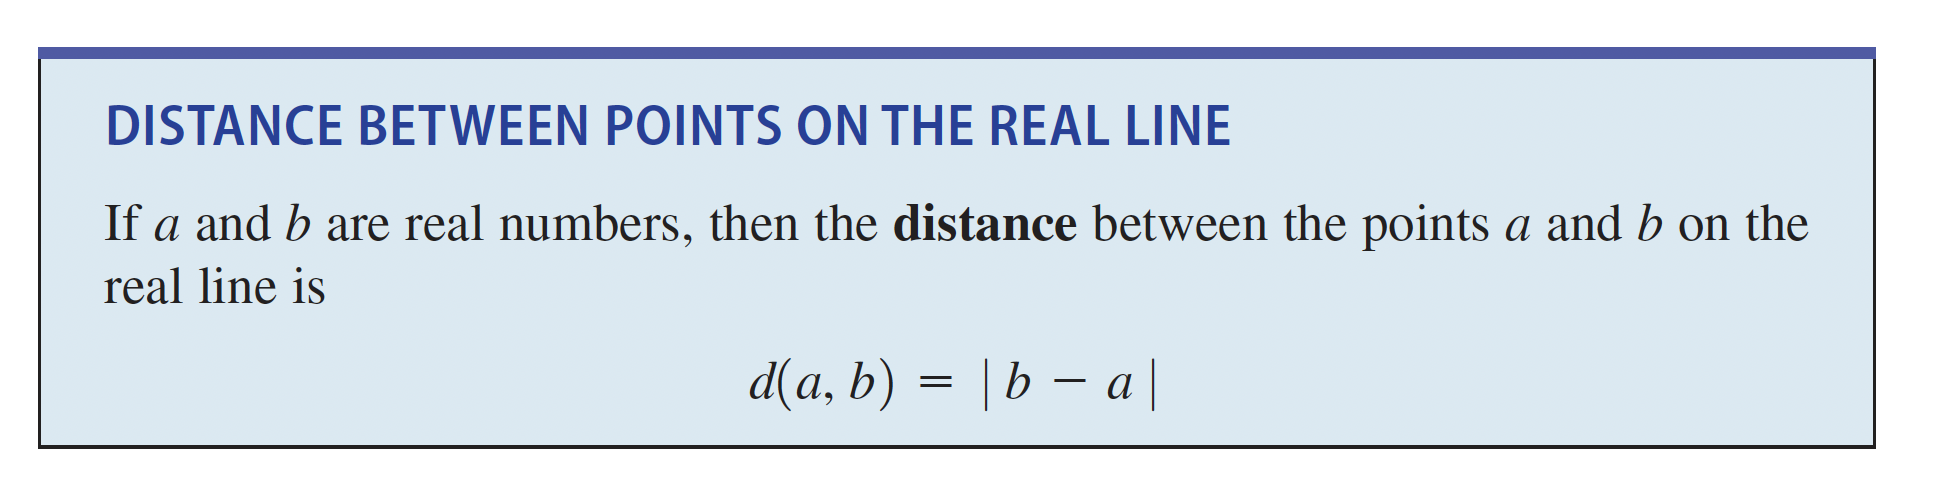 DISTANCE BETWEEN POINTS ON THE REAL LINE
If a and b are real numbers, then the distance between the points a and b on the
real line is
d(a, b) = | b − a |